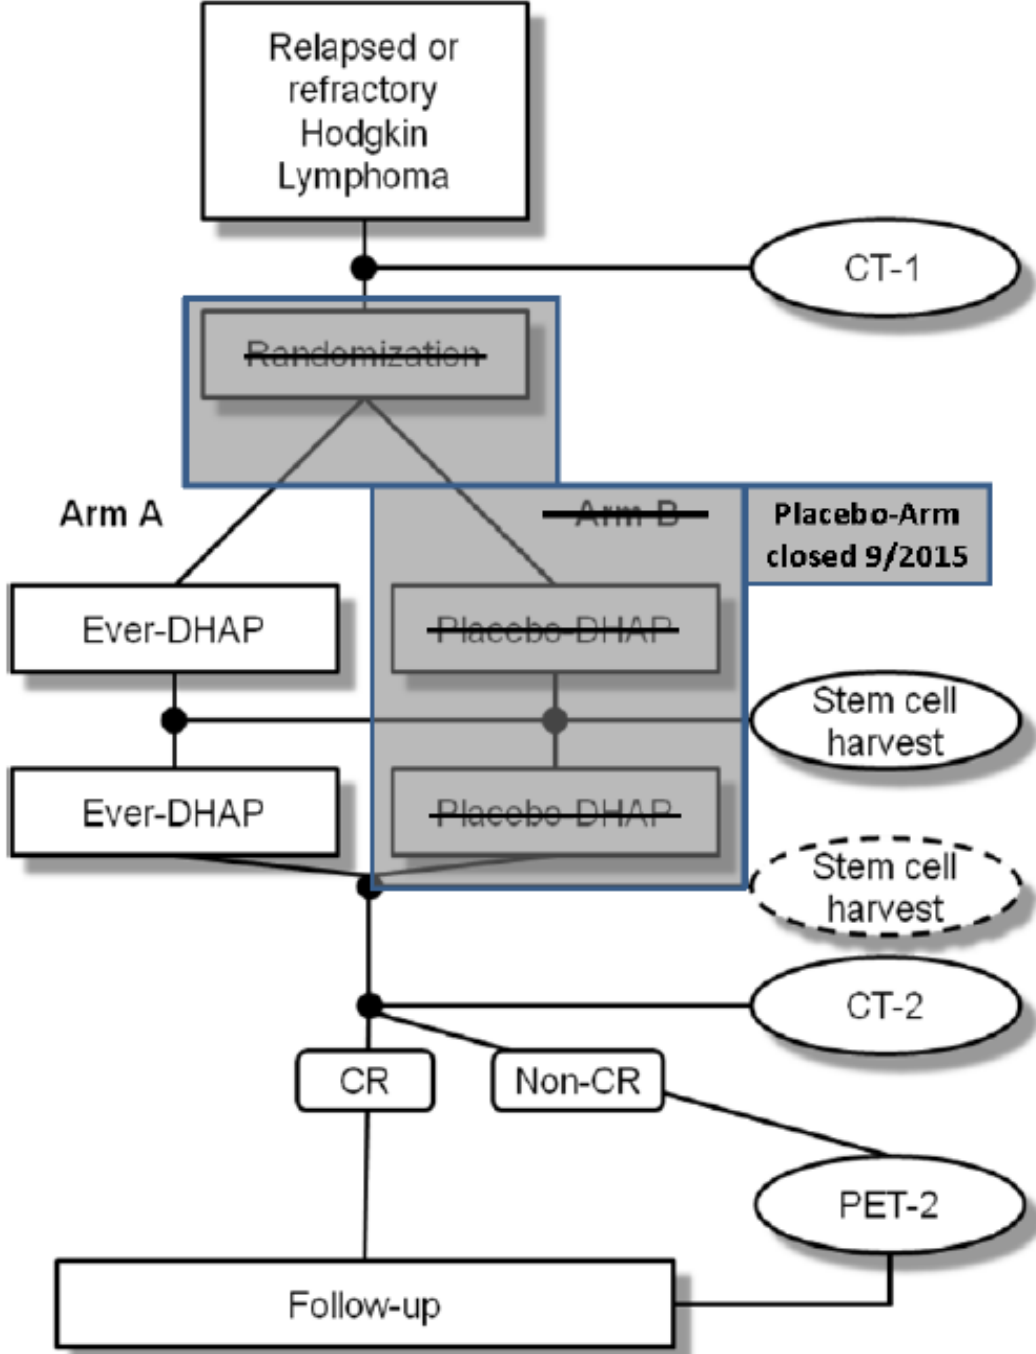 Relapsed or
refractory
Hodgkin
Lymphoma
CT-1
Randomization
Arm A
Arm B
Placebo-Arm
closed 9/2015
Ever-DHAP
Placebo-DHAP
Stem cell
harvest
Ever-DHAP
Placebo-DHAP
Stem cell
harvest
CT-2
CR
Non-CR
PET-2
Follow-up